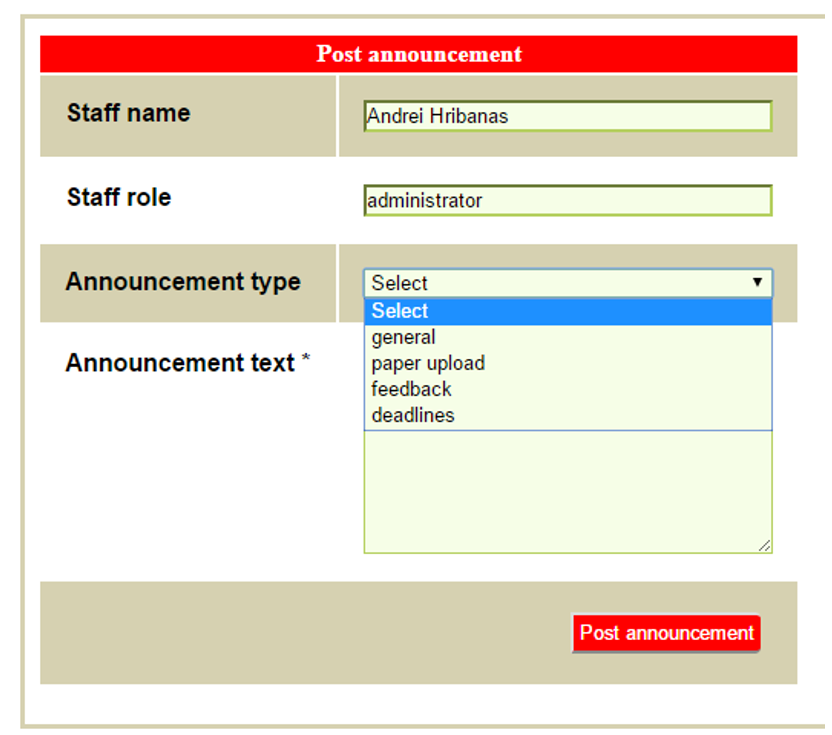 Post announcement
Staff name
Andrei Hribanas
Staff role
administrator
Announcement type
Select
Select
general
paper upload
feedback
deadlines
Announcement text *
Post announcement